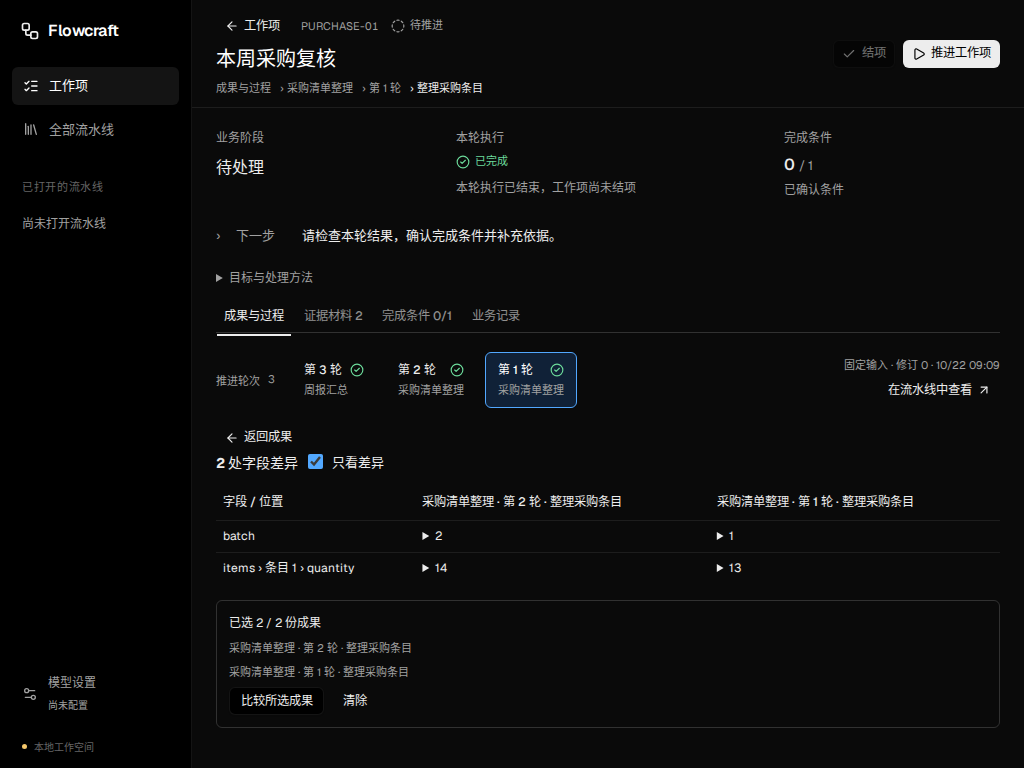 Flowcraft
工作项
全部流水线
已打开的流水线
尚未打开流水线
模型设置
尚未配置
本地工作空间
工作项 PURCHASE-01 待推进
本周采购复核
结项 推进工作项
成果与过程 › 采购清单整理 › 第 1 轮 › 整理采购条目
业务阶段 本轮执行 完成条件
待处理 已完成 0 / 1
本轮执行已结束，工作项尚未结项 已确认条件
› 下一步 请检查本轮结果，确认完成条件并补充依据。
目标与处理方法
成果与过程 证据材料 2 完成条件 0/1 业务记录
推进轮次 3
第 3 轮
周报汇总
第 2 轮
采购清单整理
第 1 轮
采购清单整理
固定输入 · 修订 0 · 10/22 09:09
在流水线中查看
返回成果
2 处字段差异 只看差异
字段 / 位置 采购清单整理 · 第 2 轮 · 整理采购条目 采购清单整理 · 第 1 轮 · 整理采购条目
batch 2 1
items › 条目 1 › quantity 14 13
已选 2 / 2 份成果
采购清单整理 · 第 2 轮 · 整理采购条目
采购清单整理 · 第 1 轮 · 整理采购条目
比较所选成果 清除